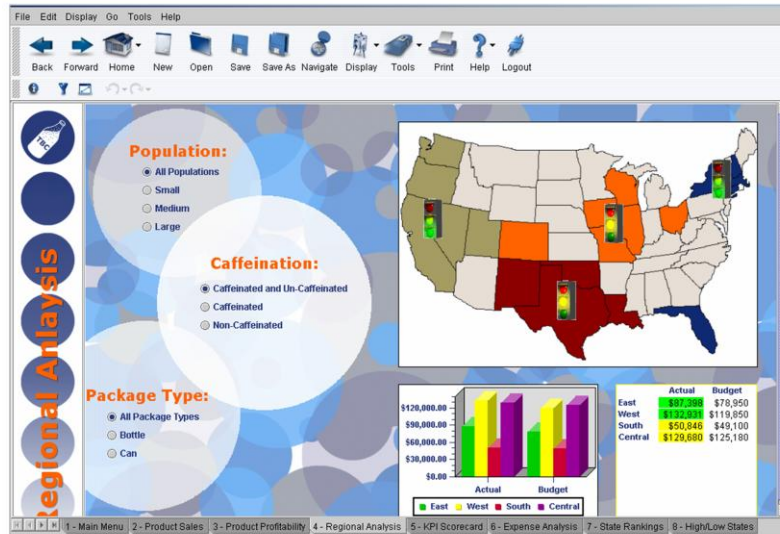 File Edit Display Go Tools Help
Back Forward Home New Open Save Save As Navigate Display Tools Print Help Logout
TBC
Regional Anlaysis
Population:
All Populations
Small
Medium
Large
Caffeination:
Caffeinated and Un-Caffeinated
Caffeinated
Non-Caffeinated
Package Type:
All Package Types
Bottle
Can
$120,000.00
$90,000.00
$60,000.00
$30,000.00
$0.00
Actual Budget
East West South Central
Actual Budget
East $87,398 $78,950
West $132,931 $119,850
South $50,846 $49,100
Central $129,680 $125,180
1 - Main Menu 2 - Product Sales 3 - Product Profitability 4 - Regional Analysis 5 - KPI Scorecard 6 - Expense Analysis 7 - State Rankings 8 - High/Low States